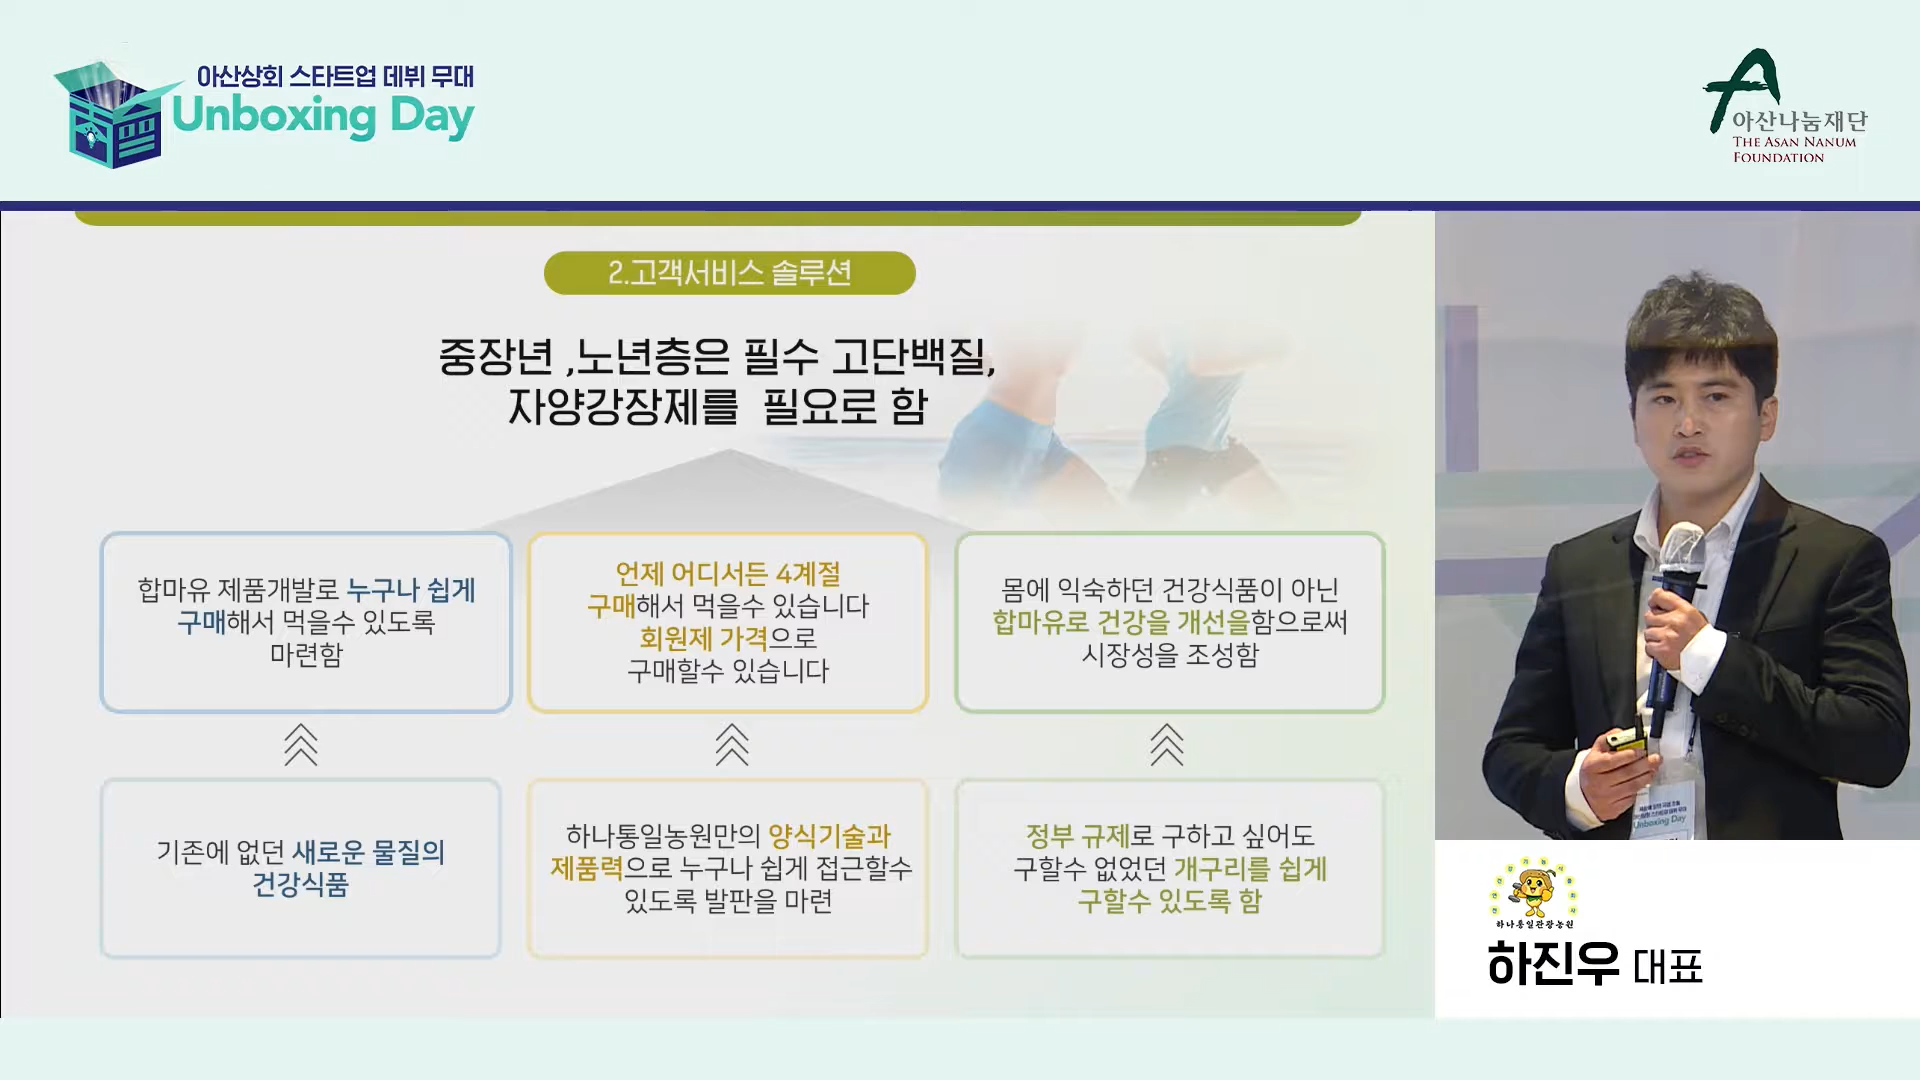 아산상회 스타트업 데뷔 무대
Unboxing Day
아산나눔재단
THE ASAN NANUM
FOUNDATION
2.고객서비스 솔루션
중장년 ,노년층은 필수 고단백질,
자양강장제를 필요로 함
합마유 제품개발로 누구나 쉽게
구매해서 먹을수 있도록
마련함
언제 어디서든 4계절
구매해서 먹을수 있습니다
회원제 가격으로
구매할수 있습니다
몸에 익숙하던 건강식품이 아닌
합마유로 건강을 개선을함으로써
시장성을 조성함
기존에 없던 새로운 물질의
건강식품
하나통일농원만의 양식기술과
제품력으로 누구나 쉽게 접근할수
있도록 발판을 마련
정부 규제로 구하고 싶어도
구할수 없었던 개구리를 쉽게
구할수 있도록 함
Unboxing Day
하나통일관광농원
하진우 대표